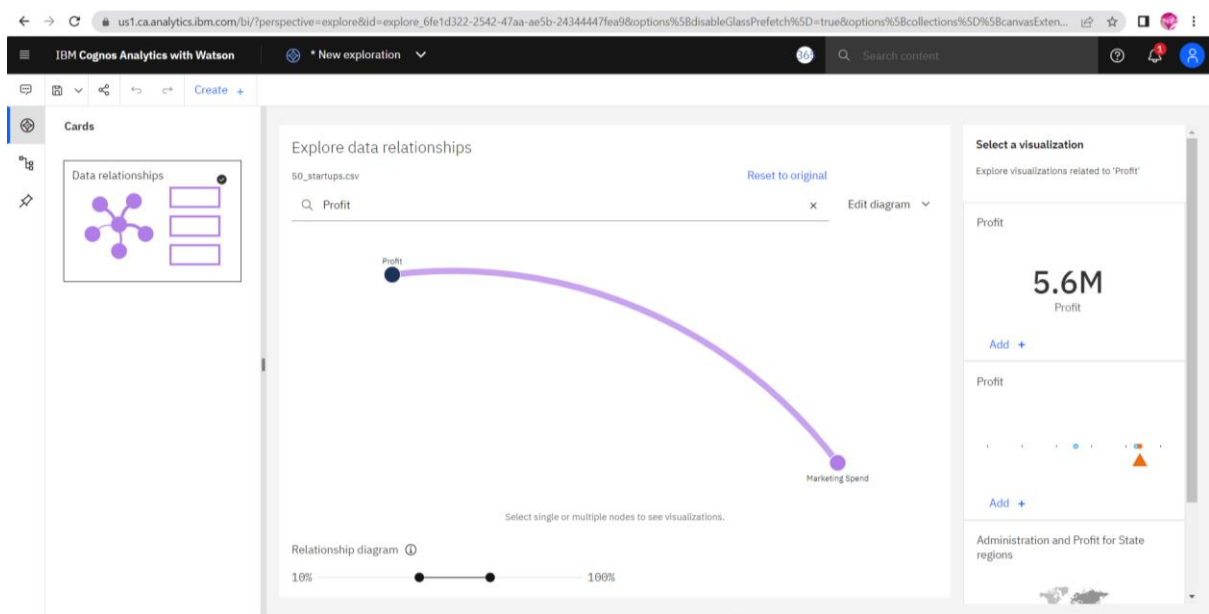 us1.ca.analytics.ibm.com/bi/?perspective=explore&id=explore_6fe1d322-2542-47aa-ae5b-24344447fea9&options%5BdisableGlassPrefetch%5D=true&options%5Bcollections%5D%5BcanvasExten...
IBM Cognos Analytics with Watson
* New exploration
365
Search content
1
Create +
Cards
Data relationships
Explore data relationships
50_startups.csv
Reset to original
Profit
x
Edit diagram
Profit
Marketing Spend
Select single or multiple nodes to see visualizations.
Relationship diagram
10%
100%
Select a visualization
Explore visualizations related to 'Profit'
Profit
5.6M
Profit
Add +
Profit
Add +
Administration and Profit for State
regions